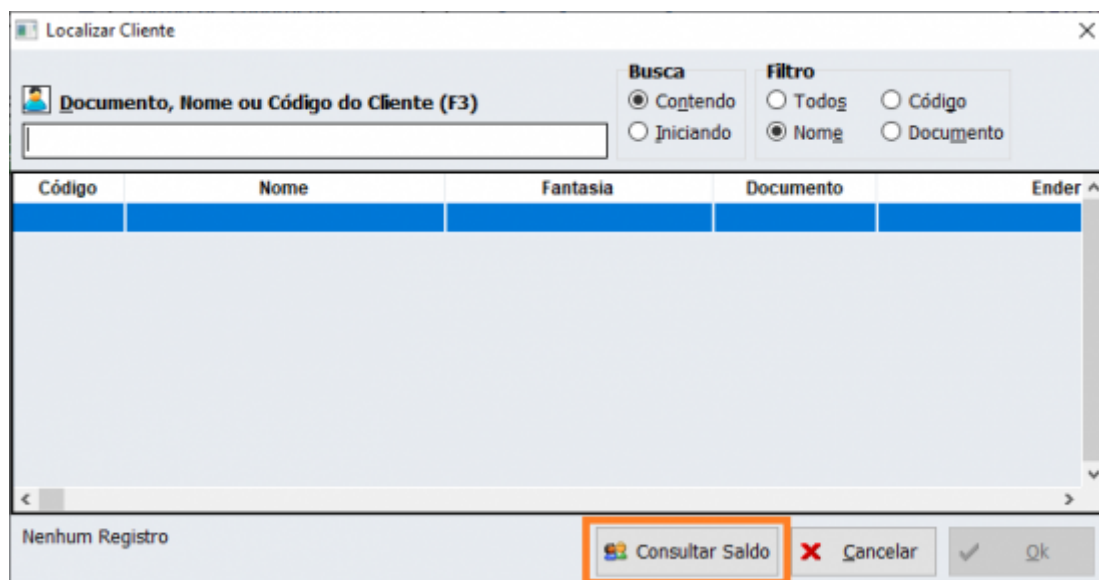 Localizar Cliente
Documento, Nome ou Código do Cliente (F3)
Busca
Contendo
Iniciando
Filtro
Todos
Código
Nome
Documento
Código Nome Fantasia Documento Ender
Nenhum Registro
Consultar Saldo
Cancelar
Ok